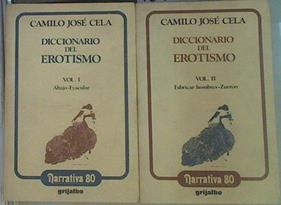 CAMILO JOSÉ CELA
DICCIONARIO
DEL
EROTISMO
VOL. I
Abajo-Eyacular
Narrativa 80
grijalbo
CAMILO JOSÉ CELA
DICCIONARIO
DEL
EROTISMO
VOL. II
Fabricar hombres-Zurrón
Narrativa 80
grijalbo